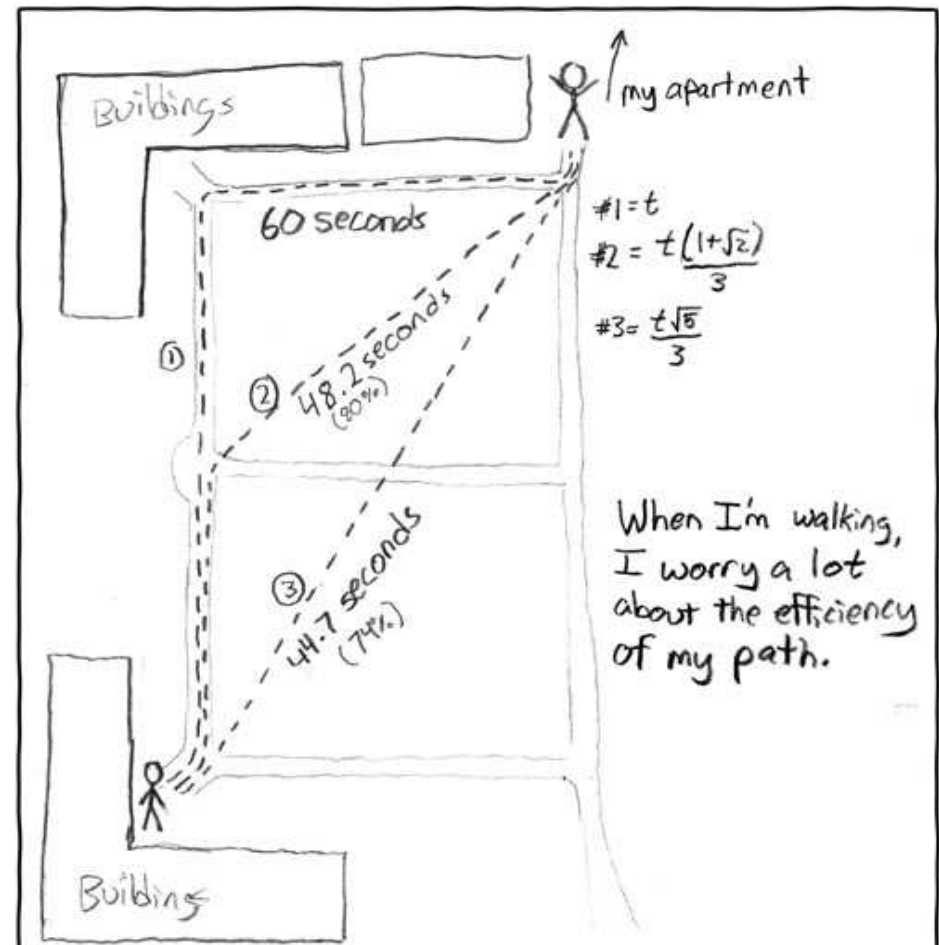 Buildings
my apartment
60 seconds
#1=t
#2 = t(1+√2)/3
#3= t√5/3
①
② 48.2 seconds
(80%)
③ 44.7 seconds
(74%)
When I'm walking,
I worry a lot
about the efficiency
of my path.
Buildings